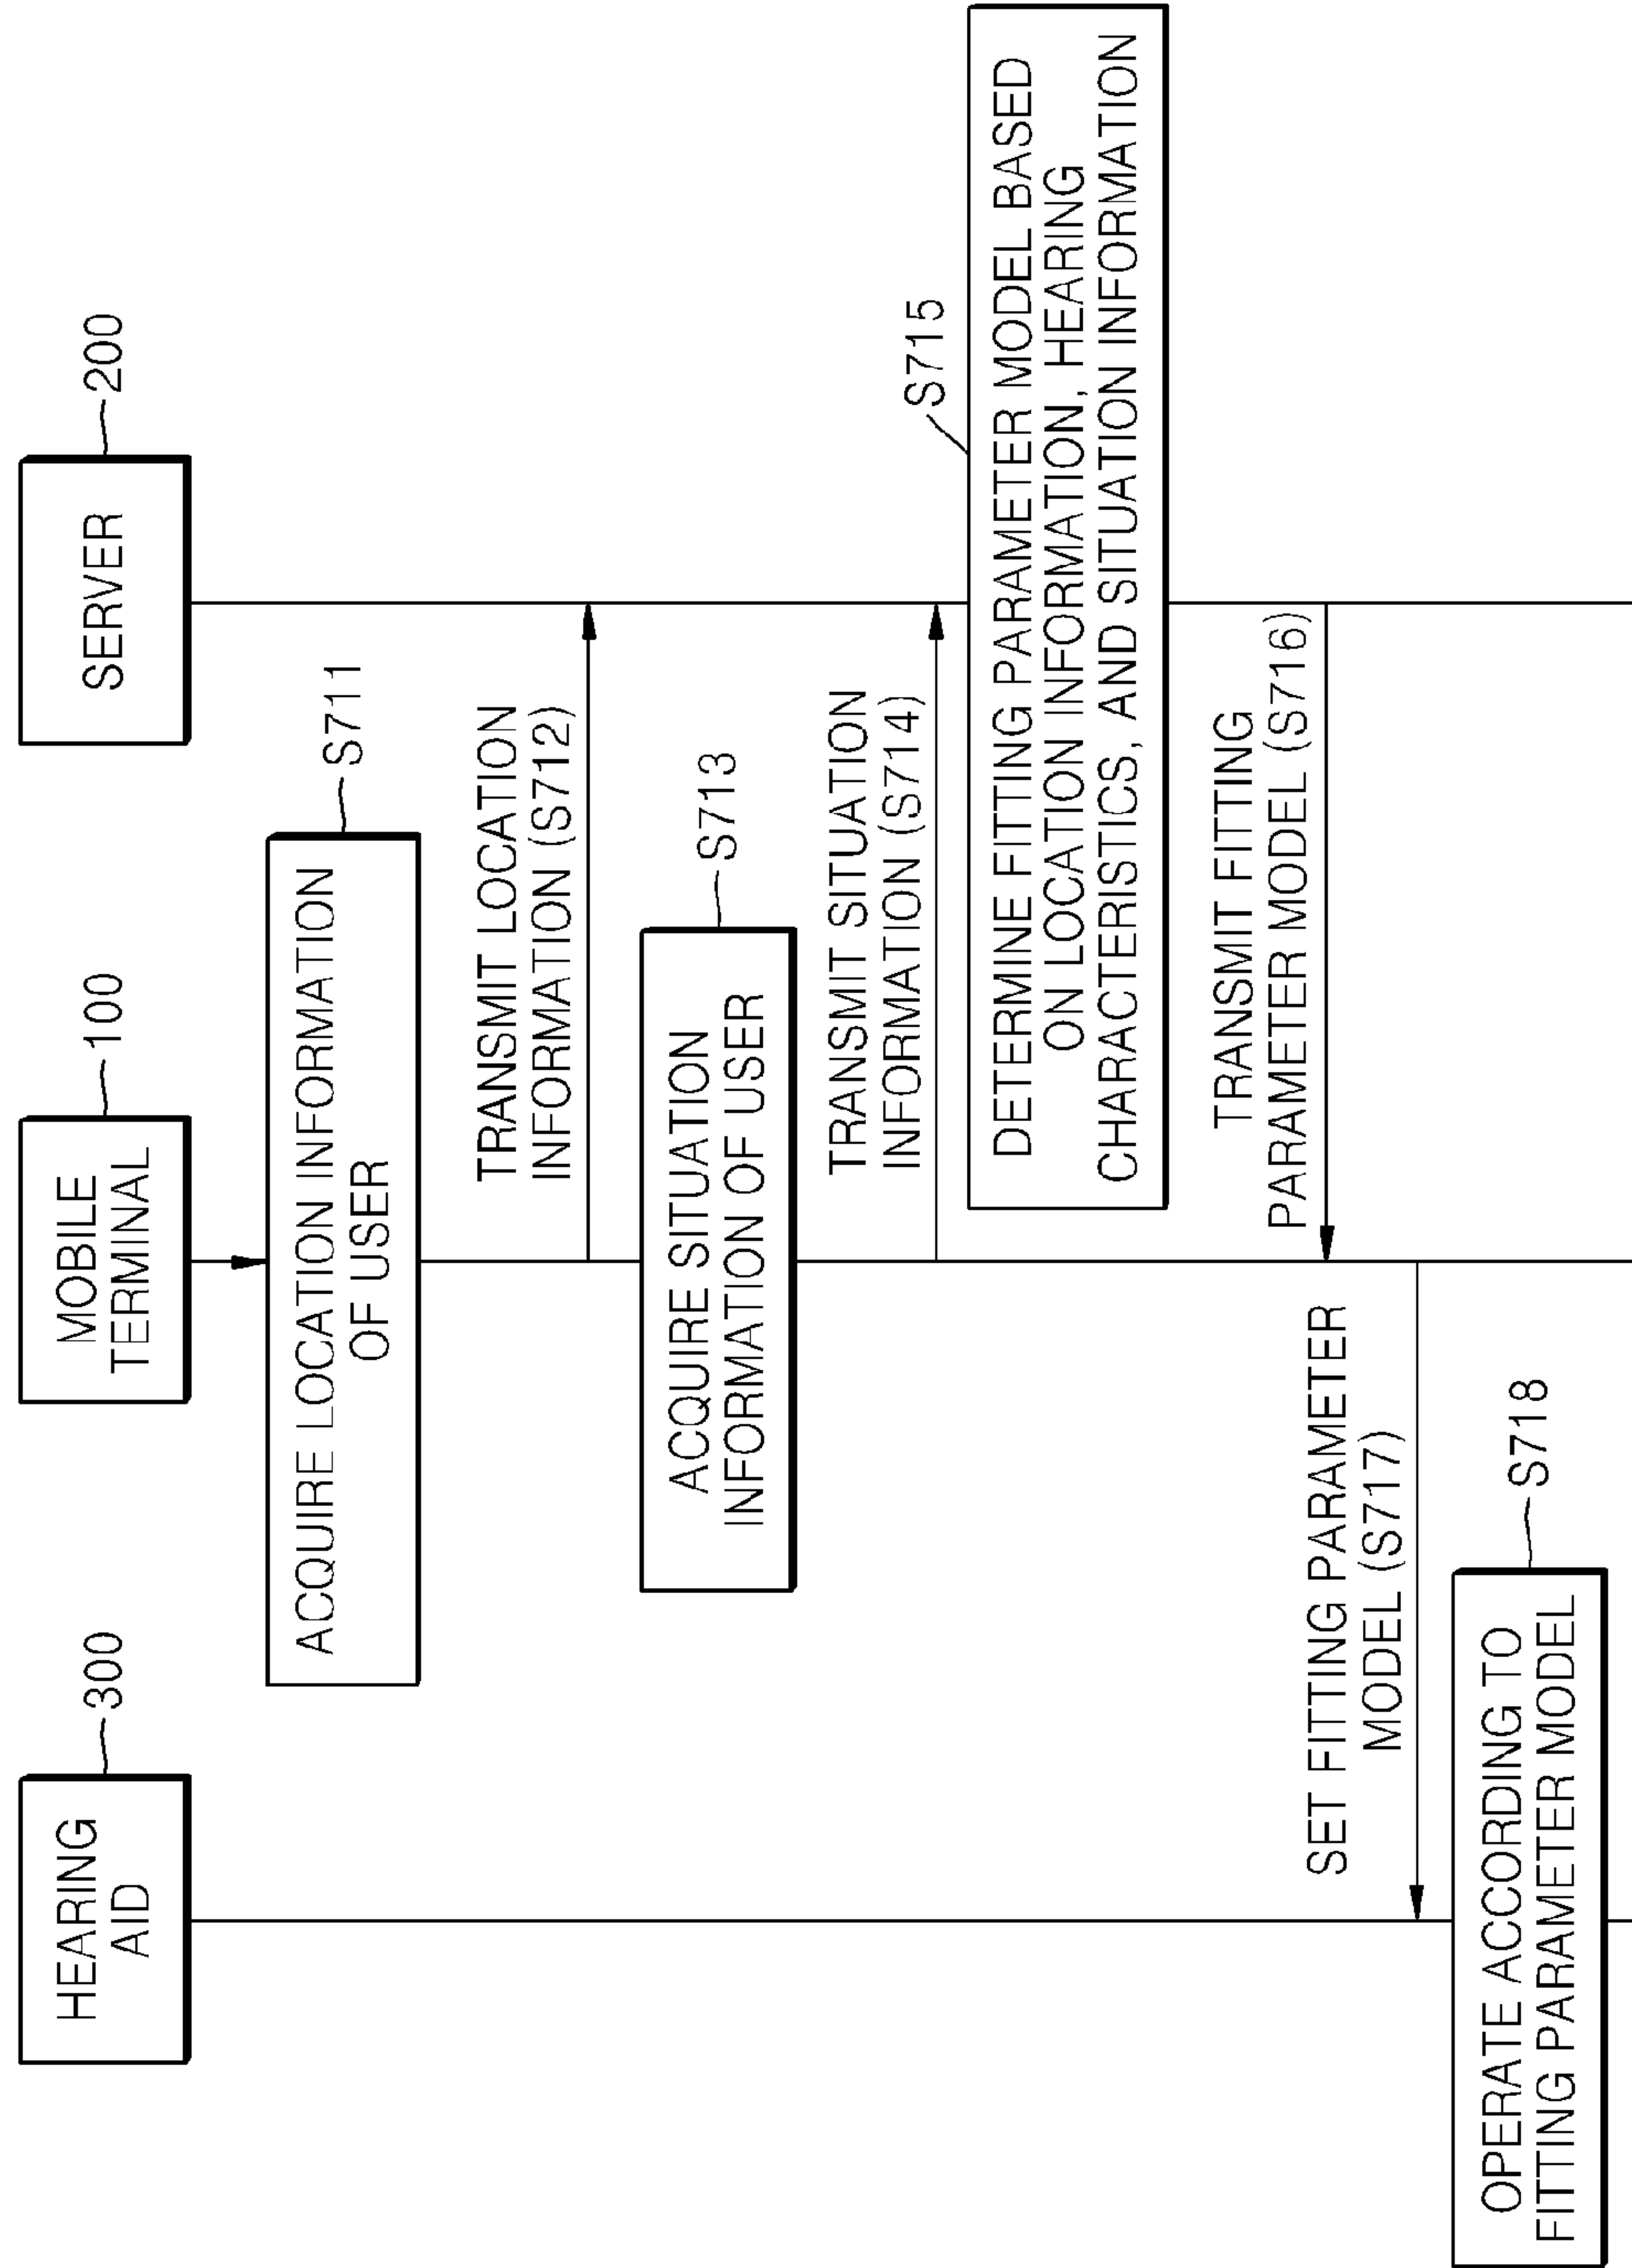 HEARING
AID
300
MOBILE
TERMINAL
100
SERVER
200
ACQUIRE LOCATION INFORMATION
OF USER
S711
TRANSMIT LOCATION
INFORMATION (S712)
ACQUIRE SITUATION
INFORMATION OF USER
S713
TRANSMIT SITUATION
INFORMATION (S714)
S715
DETERMINE FITTING PARAMETER MODEL BASED
ON LOCATION INFORMATION, HEARING
CHARACTERISTICS, AND SITUATION INFORMATION
TRANSMIT FITTING
PARAMETER MODEL (S716)
SET FITTING PARAMETER
MODEL (S717)
OPERATE ACCORDING TO
FITTING PARAMETER MODEL
S718